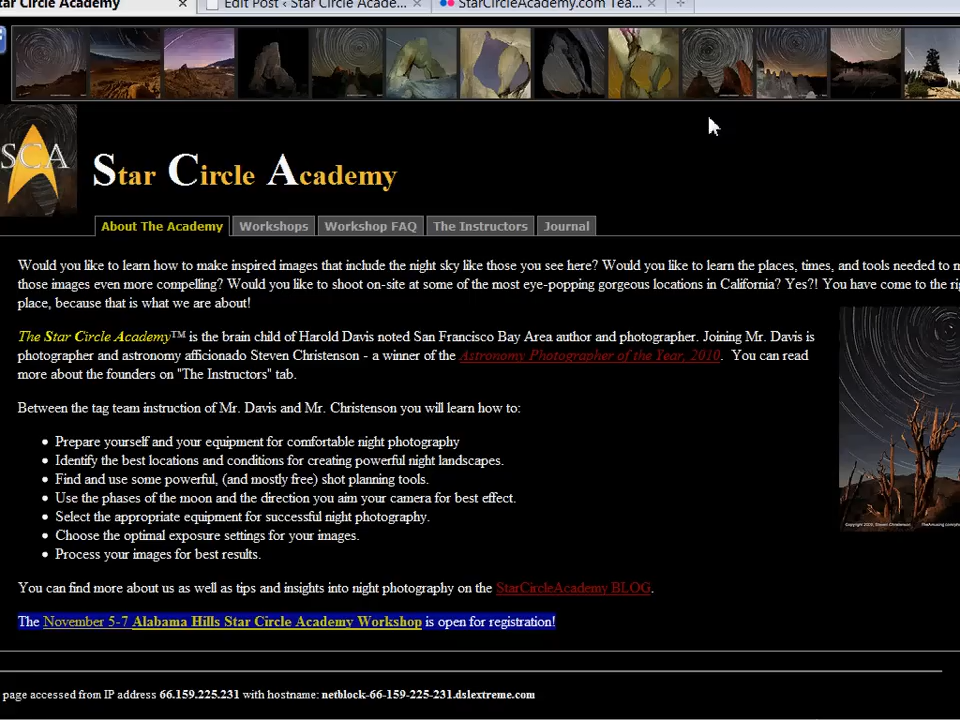 Star Circle Academy
Edit Post ‹ Star Circle Acade...
StarCircleAcademy.com Tea...
SCA
Star Circle Academy
About The Academy
Workshops
Workshop FAQ
The Instructors
Journal
Would you like to learn how to make inspired images that include the night sky like those you see here? Would you like to learn the places, times, and tools needed to m
those images even more compelling? Would you like to shoot on-site at some of the most eye-popping gorgeous locations in California? Yes?! You have come to the ri
place, because that is what we are about!
The Star Circle Academy™ is the brain child of Harold Davis noted San Francisco Bay Area author and photographer. Joining Mr. Davis is
photographer and astronomy afficionado Steven Christenson - a winner of the Astronomy Photographer of the Year, 2010. You can read
more about the founders on "The Instructors" tab.
Between the tag team instruction of Mr. Davis and Mr. Christenson you will learn how to:
• Prepare yourself and your equipment for comfortable night photography
• Identify the best locations and conditions for creating powerful night landscapes.
• Find and use some powerful, (and mostly free) shot planning tools.
• Use the phases of the moon and the direction you aim your camera for best effect.
• Select the appropriate equipment for successful night photography.
• Choose the optimal exposure settings for your images.
• Process your images for best results.
You can find more about us as well as tips and insights into night photography on the StarCircleAcademy BLOG.
The November 5-7 Alabama Hills Star Circle Academy Workshop is open for registration!
page accessed from IP address 66.159.225.231 with hostname: netblock-66-159-225-231.dslextreme.com